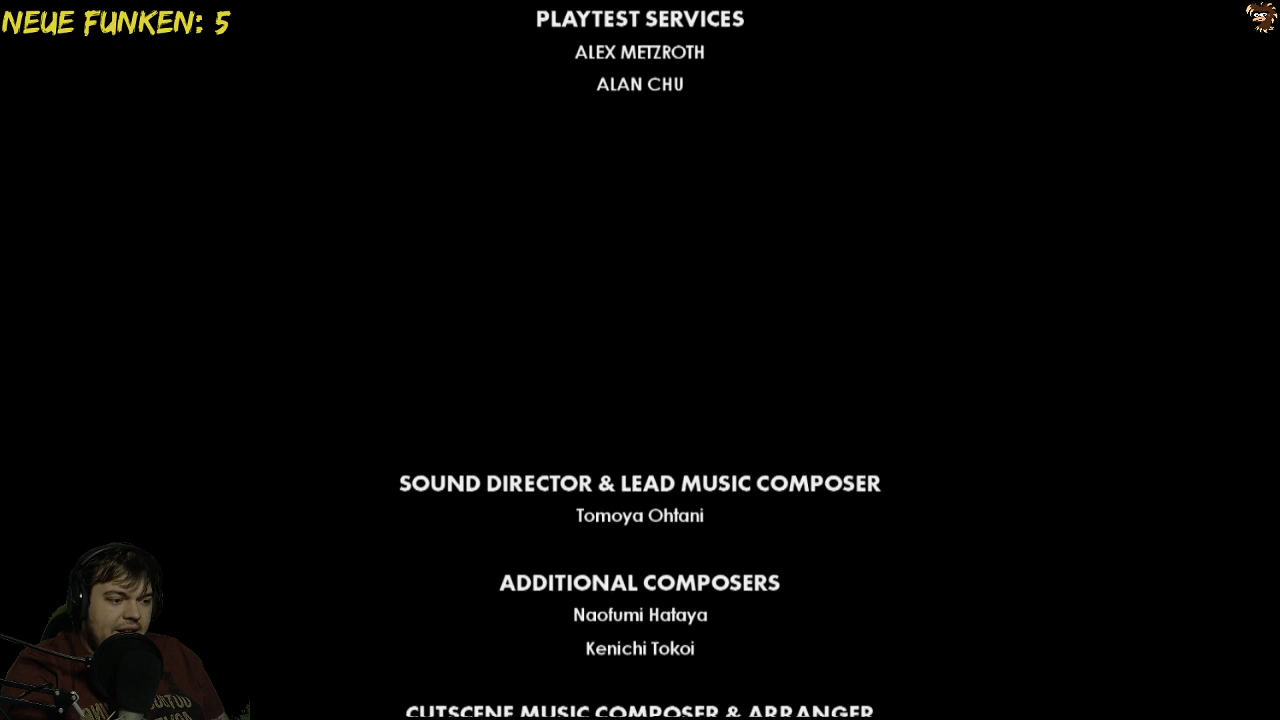 NEUE FUNKEN: 5
PLAYTEST SERVICES
ALEX METZROTH
ALAN CHU
SOUND DIRECTOR & LEAD MUSIC COMPOSER
Tomoya Ohtani
ADDITIONAL COMPOSERS
Naofumi Hataya
Kenichi Tokoi
CUTSCENE MUSIC COMPOSER & ARRANGER